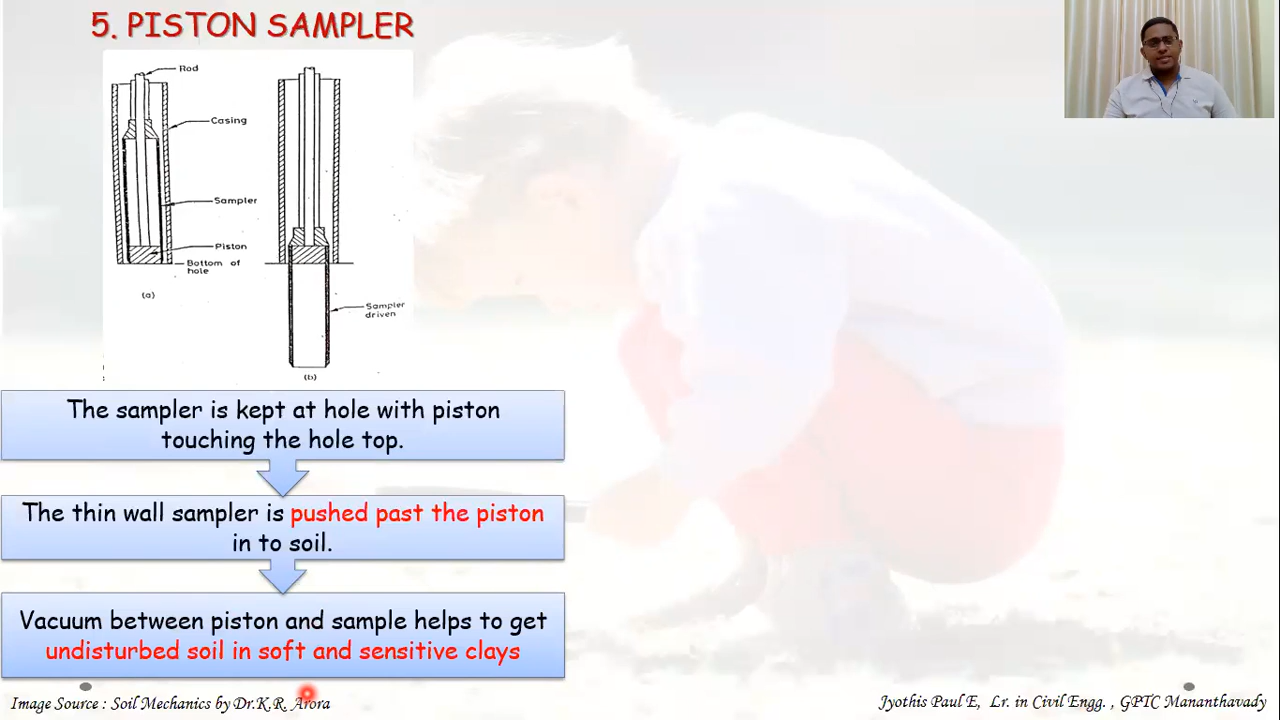 5. PISTON SAMPLER
Rod
Casing
Sampler
Piston
Bottom of
hole
(a)
Sampler
driven
(b)
The sampler is kept at hole with piston
touching the hole top.
The thin wall sampler is pushed past the piston
in to soil.
Vacuum between piston and sample helps to get
undisturbed soil in soft and sensitive clays
Image Source : Soil Mechanics by Dr.K.R. Arora
Jyothis Paul E, Lr. in Civil Engg. , GPTC Mananthavady